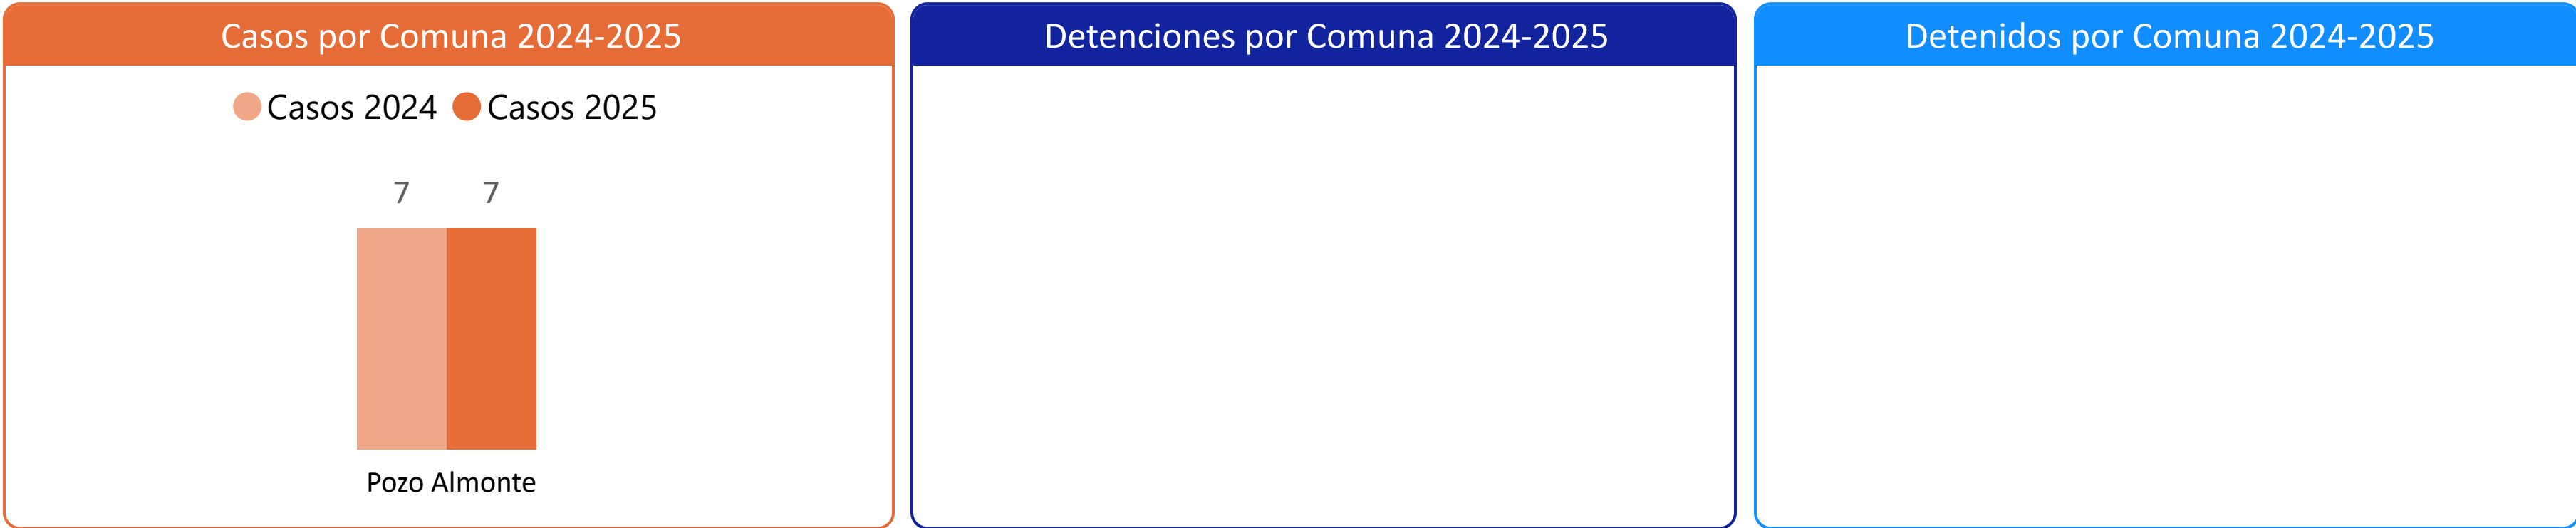 Casos por Comuna 2024-2025
Casos 2024 Casos 2025
7 7
Pozo Almonte
Detenciones por Comuna 2024-2025
Detenidos por Comuna 2024-2025